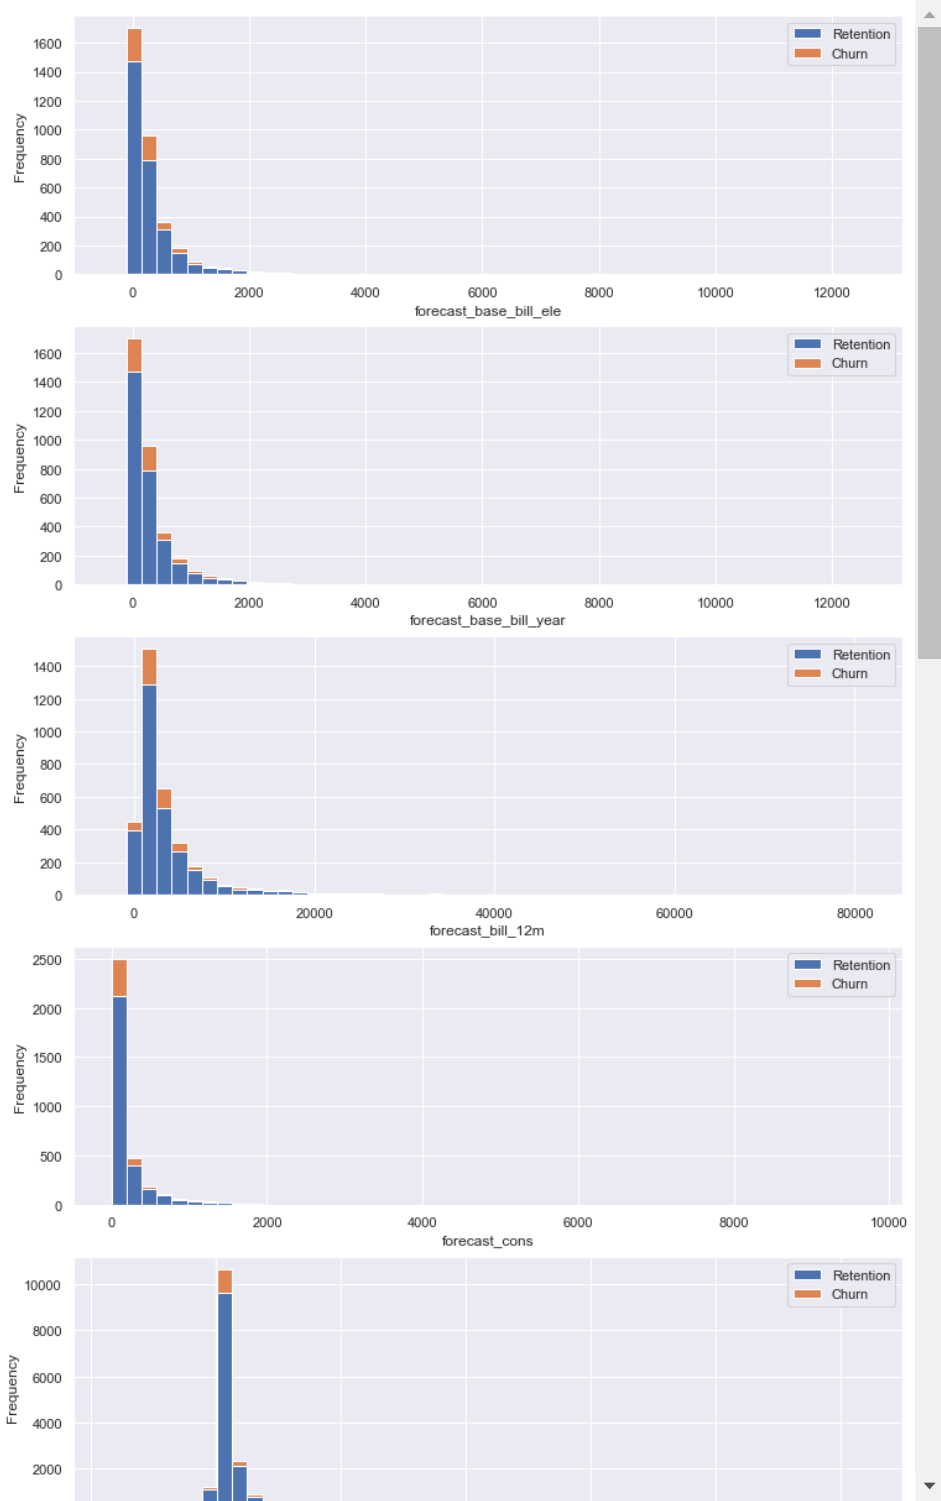 1600
1400
1200
1000
800
600
400
200
0
Frequency
Retention
Churn
0 2000 4000 6000 8000 10000 12000
forecast_base_bill_ele
1600
1400
1200
1000
800
600
400
200
0
Frequency
Retention
Churn
0 2000 4000 6000 8000 10000 12000
forecast_base_bill_year
1400
1200
1000
800
600
400
200
0
Frequency
Retention
Churn
0 20000 40000 60000 80000
forecast_bill_12m
2500
2000
1500
1000
500
0
Frequency
Retention
Churn
0 2000 4000 6000 8000 10000
forecast_cons
10000
8000
6000
4000
2000
Frequency
Retention
Churn